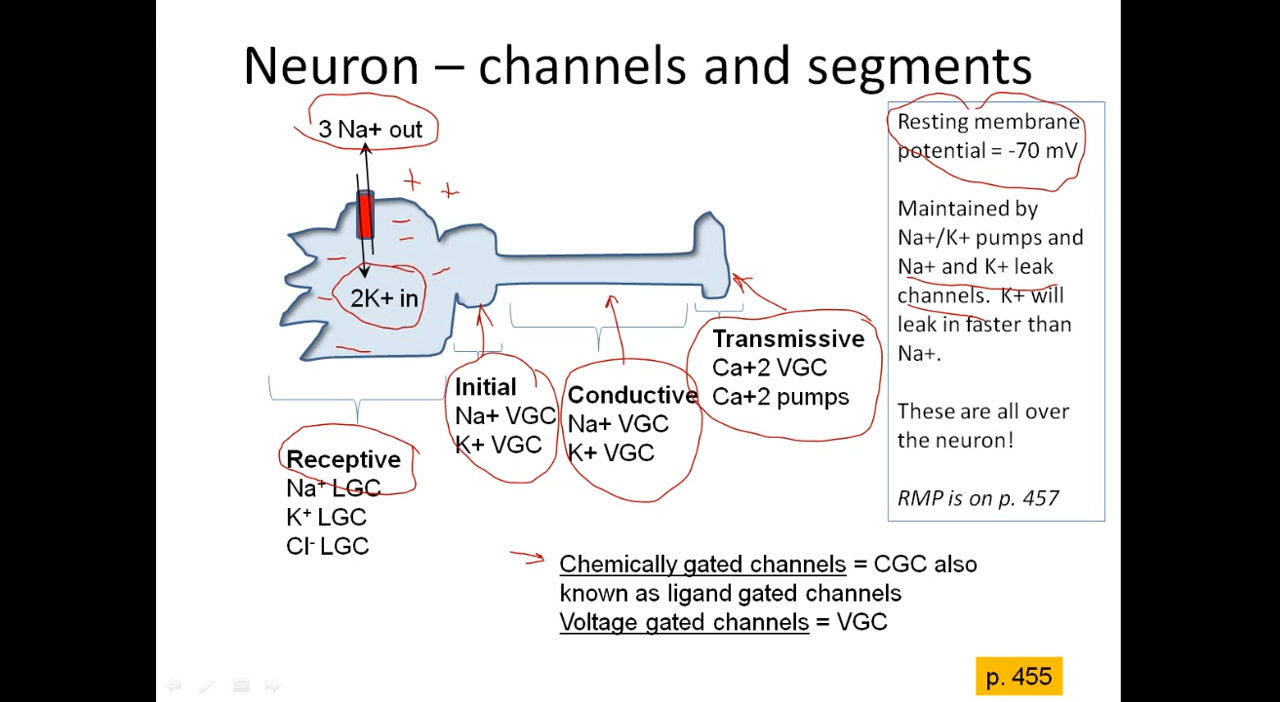 Neuron – channels and segments
3 Na+ out
2K+ in
Receptive
Na⁺ LGC
K⁺ LGC
Cl⁻ LGC
Initial
Na+ VGC
K+ VGC
Conductive
Na+ VGC
K+ VGC
Transmissive
Ca+2 VGC
Ca+2 pumps
Resting membrane
potential = -70 mV
Maintained by
Na+/K+ pumps and
Na+ and K+ leak
channels. K+ will
leak in faster than
Na+.
These are all over
the neuron!
RMP is on p. 457
Chemically gated channels = CGC also
known as ligand gated channels
Voltage gated channels = VGC
p. 455